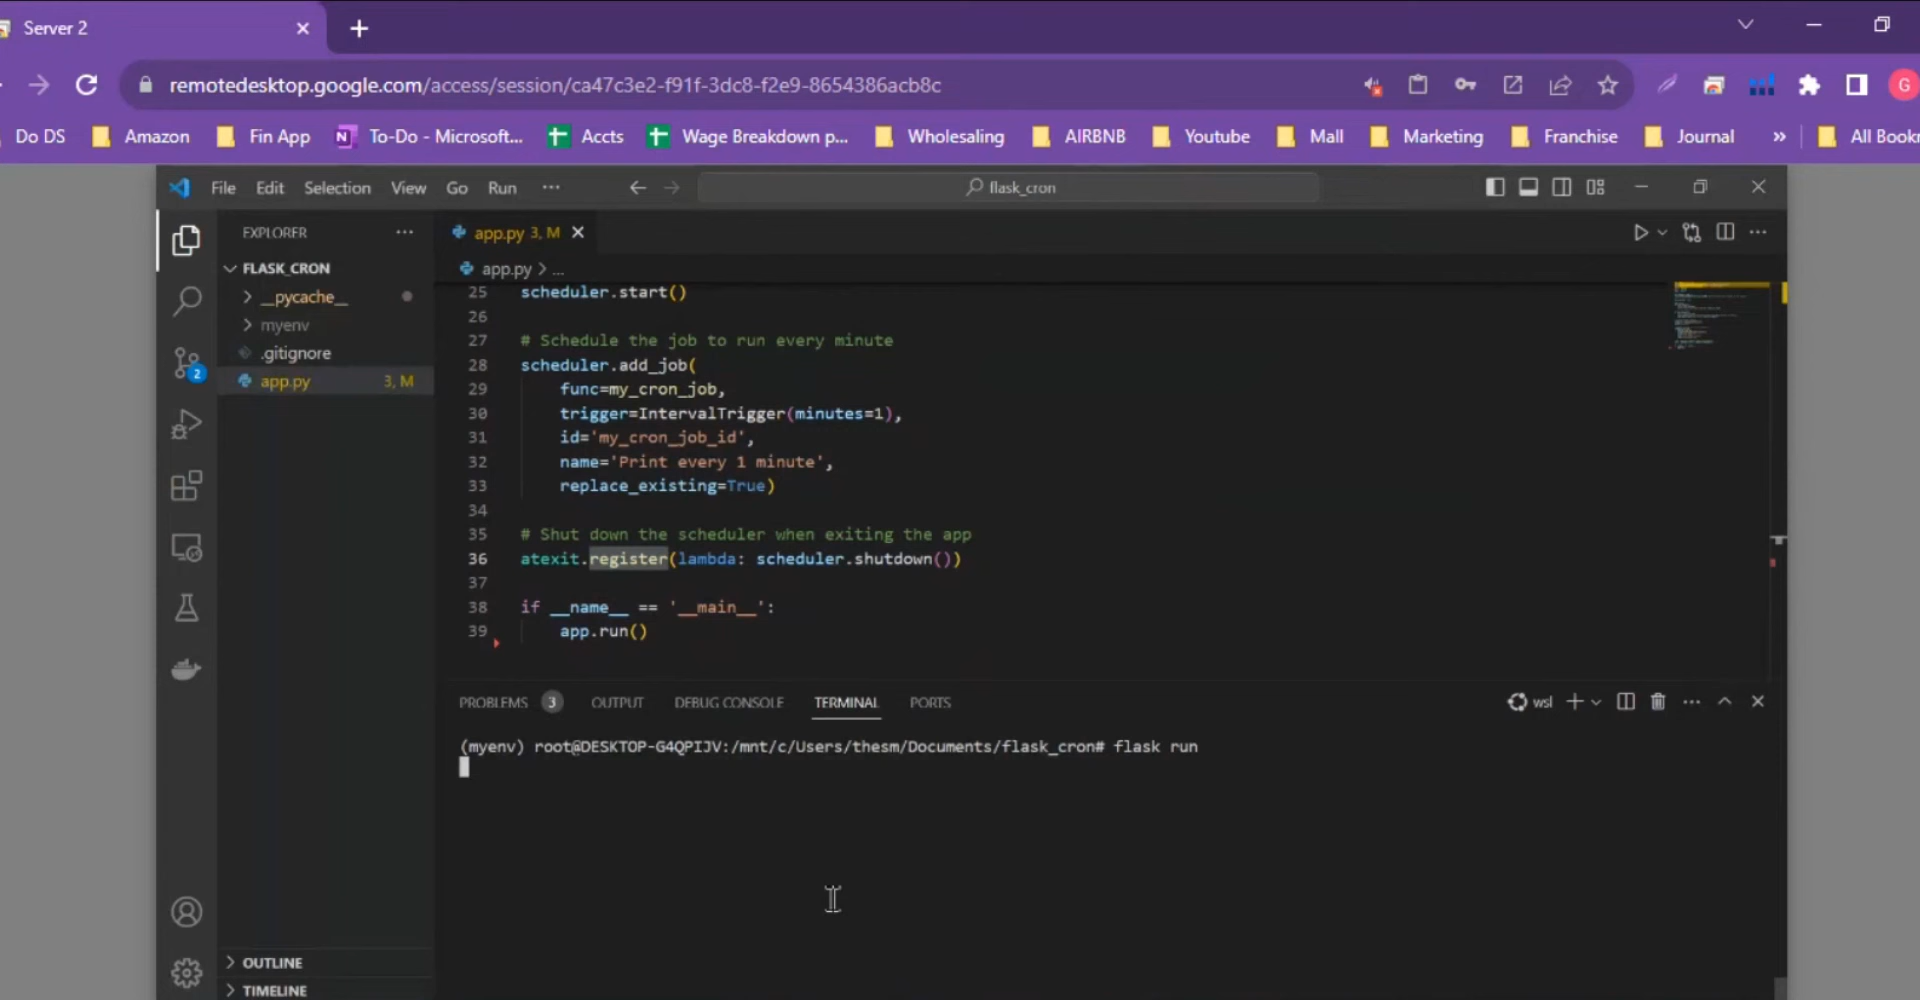 Server 2
remotedesktop.google.com/access/session/ca47c3e2-f91f-3dc8-f2e9-8654386acb8c
G
Do DS Amazon Fin App To-Do - Microsoft... Accts Wage Breakdown p... Wholesaling AIRBNB Youtube Mall Marketing Franchise Journal » All Bookr
File Edit Selection View Go Run ··· flask_cron
EXPLORER ···
app.py 3, M
FLASK_CRON
app.py > ...
__pycache__
myenv
.gitignore
app.py 3, M
2
25 scheduler.start()
26
27 # Schedule the job to run every minute
28 scheduler.add_job(
29 func=my_cron_job,
30 trigger=IntervalTrigger(minutes=1),
31 id='my_cron_job_id',
32 name='Print every 1 minute',
33 replace_existing=True)
34
35 # Shut down the scheduler when exiting the app
36 atexit.register(lambda: scheduler.shutdown())
37
38 if __name__ == '__main__':
39 app.run()
PROBLEMS 3 OUTPUT DEBUG CONSOLE TERMINAL PORTS wsl
(myenv) root@DESKTOP-G4QPIJV:/mnt/c/Users/thesm/Documents/flask_cron# flask run
OUTLINE
TIMELINE